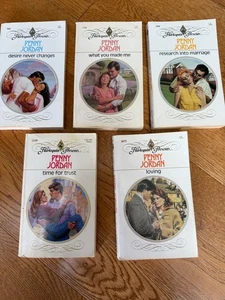 Harlequin Presents
PENNY
JORDAN
desire never changes
Harlequin Presents
PENNY
JORDAN
what you made me
Harlequin Presents
PENNY
JORDAN
research into marriage
Harlequin Presents
PENNY
JORDAN
time for trust
Harlequin Presents
PENNY
JORDAN
loving